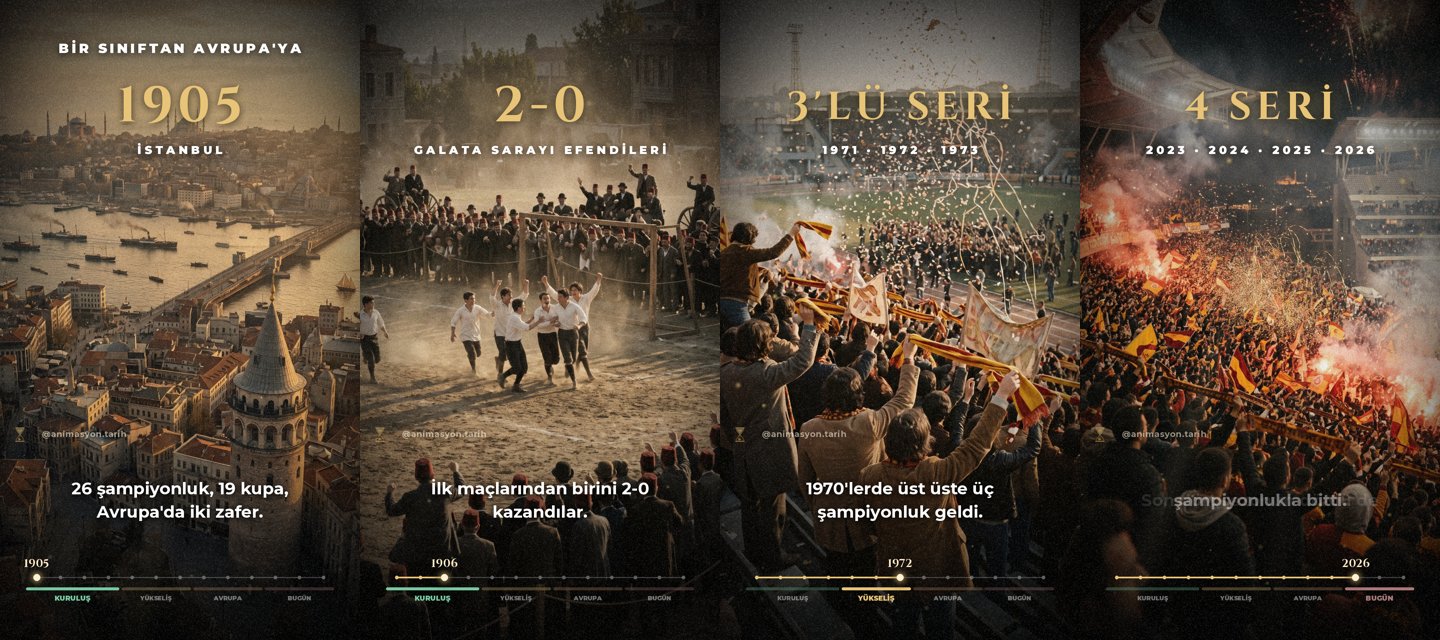 BİR SINIFTAN AVRUPA'YA
1905
İSTANBUL
@animasyon.tarih
26 şampiyonluk, 19 kupa,
Avrupa'da iki zafer.
1905
KURULUŞ YÜKSELİŞ AVRUPA BUGÜN
2-0
GALATA SARAYI EFENDİLERİ
@animasyon.tarih
İlk maçlarından birini 2-0
kazandılar.
1906
KURULUŞ YÜKSELİŞ AVRUPA BUGÜN
3'LÜ SERİ
1971 · 1972 · 1973
@animasyon.tarih
1970'lerde üst üste üç
şampiyonluk geldi.
1972
KURULUŞ YÜKSELİŞ AVRUPA BUGÜN
4 SERİ
2023 · 2024 · 2025 · 2026
@animasyon.tarih
şampiyonlukla bitti.
2026
KURULUŞ YÜKSELİŞ AVRUPA BUGÜN